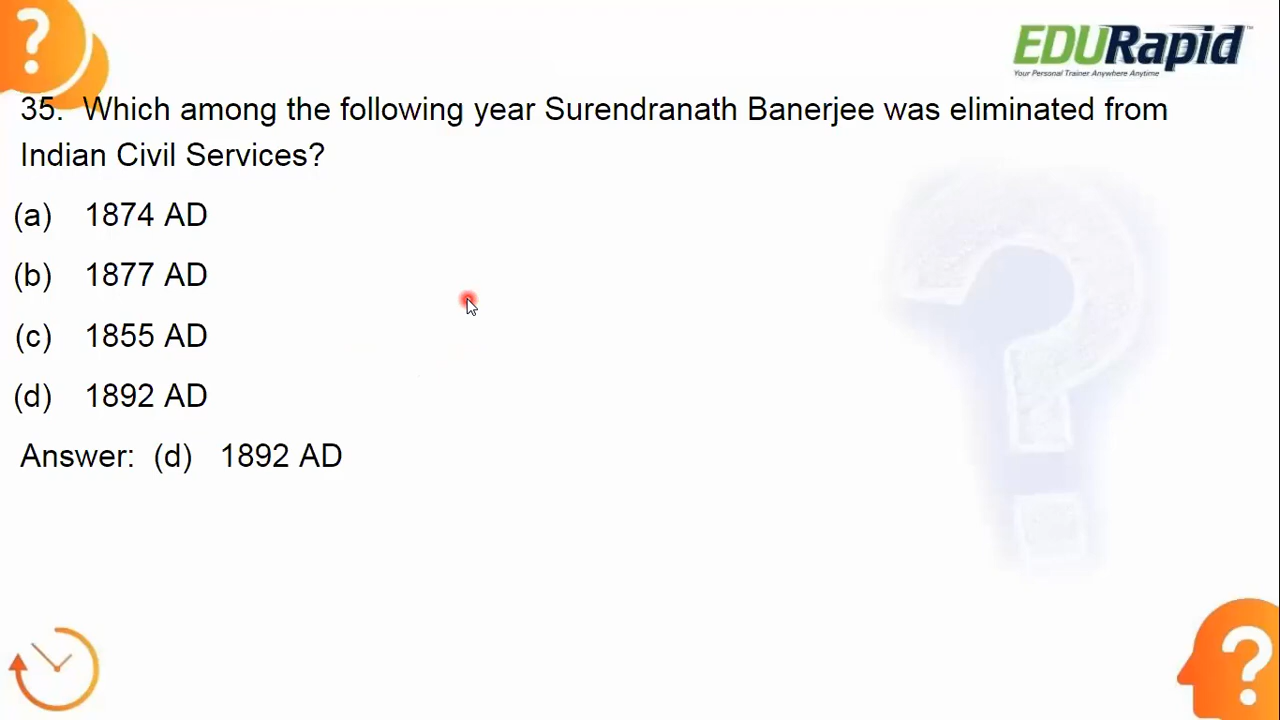 EDURapid™
Your Personal Trainer Anywhere Anytime
35. Which among the following year Surendranath Banerjee was eliminated from
Indian Civil Services?
(a) 1874 AD
(b) 1877 AD
(c) 1855 AD
(d) 1892 AD
Answer: (d) 1892 AD